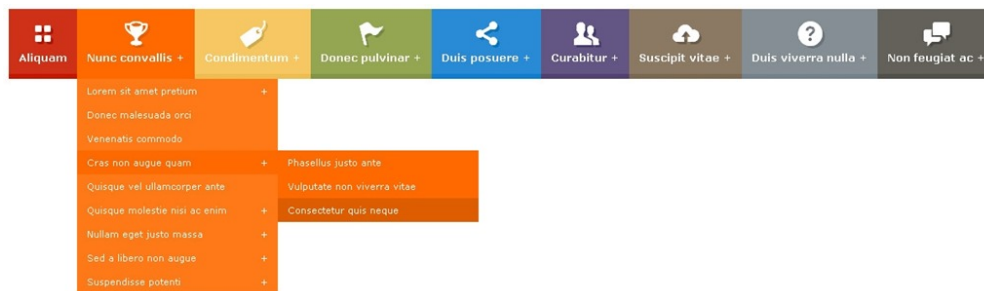 Aliquam
Nunc convallis +
Condimentum +
Donec pulvinar +
Duis posuere +
Curabitur +
Suscipit vitae +
Duis viverra nulla +
Non feugiat ac +
Lorem sit amet pretium +
Donec malesuada orci
Venenatis commodo
Cras non augue quam +
Phasellus justo ante
Quisque vel ullamcorper ante
Vulputate non viverra vitae
Quisque molestie nisi ac enim +
Consectetur quis neque
Nullam eget justo massa +
Sed a libero non augue +
Suspendisse potenti +